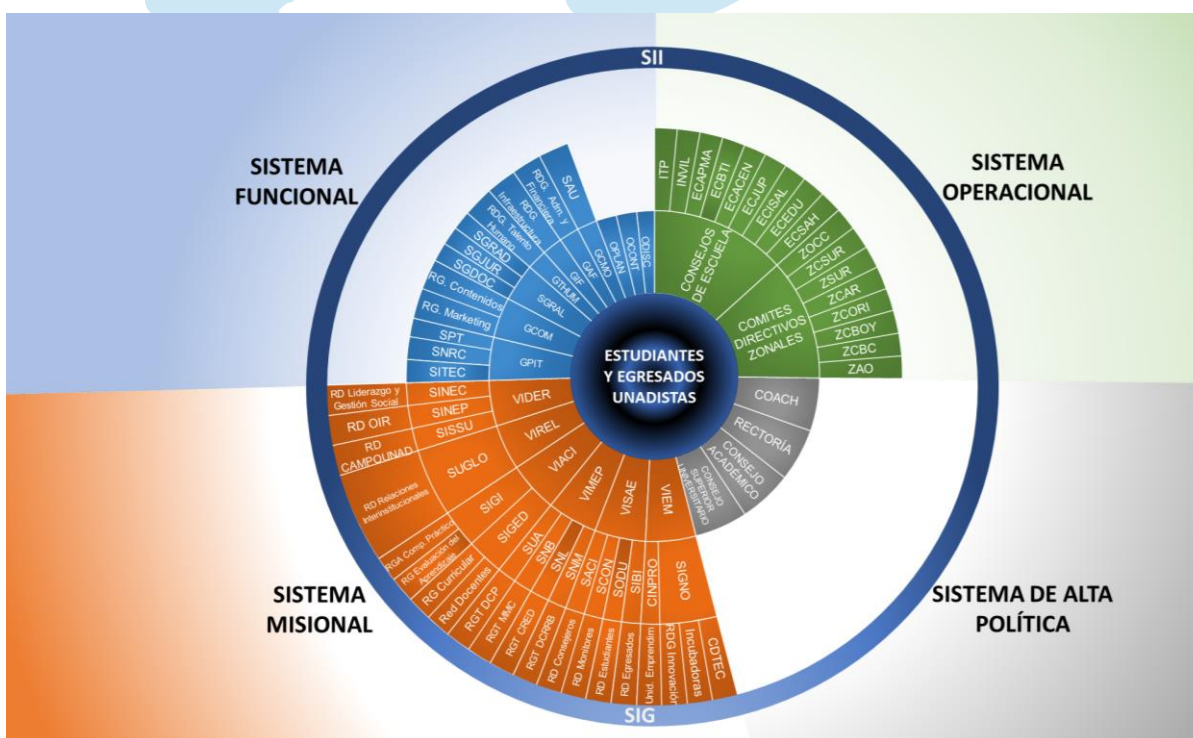 SII
SISTEMA
FUNCIONAL
SISTEMA
OPERACIONAL
SISTEMA
MISIONAL
SISTEMA DE ALTA
POLÍTICA
SIG
ESTUDIANTES
Y EGRESADOS
UNADISTAS
SAU
RDG. Adm. y
Financiera
RDG.
Infraestructura
RDG. Talento
Humano
SGRAD
SGJUR
SGDOC
RG. Contenidos
RG. Marketing
SPT
SNRC
SITEC
ODISC
OCONT
OPLAN
GCMO
GAF
GIF
GTHUM
SGRAL
GCOM
GPIT
ITP
INVIL
ECAPMA
ECBTI
ECACEN
ECJUP
ECISAL
ECEDU
ECSAH
ZOCC
ZCSUR
ZSUR
ZCAR
ZCORI
ZCBOY
ZCBC
ZAO
CONSEJOS
DE ESCUELA
COMITES
DIRECTIVOS
ZONALES
COACH
RECTORÍA
CONSEJO
ACADÉMICO
CONSEJO
SUPERIOR
UNIVERSITARIO
VIDER
VIREL
VIACI
VIMEP
VISAE
VIEM
SINEC
SINEP
SISSU
SUGLO
SIGI
SIGED
SUA
SNB
SNL
SNM
SACI
SCON
SODU
SIBI
CINPRO
SIGNO
RD Liderazgo y
Gestión Social
RD OIR
RD
CAMPOUNAD
RD Relaciones
Interinstitucionales
RGA Comp. Práctico
RG Evaluación del
Aprendizaje
RG Curricular
Red Docentes
RGT DCP
RGT MMC
RGT CRED
RGT DCRRB
RD Consejeros
RD Monitores
RD Estudiantes
RD Egresados
Unid. Emprendim
RDG Innovación
Incubadoras
CDTEC